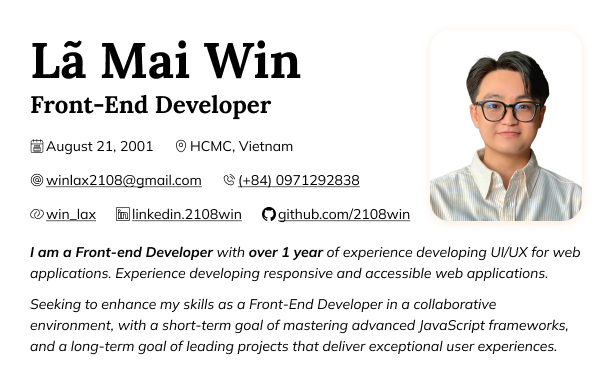 Lã Mai Win
Front-End Developer
August 21, 2001 HCMC, Vietnam
winlax2108@gmail.com (+84) 0971292838
win_lax linkedin.2108win github.com/2108win
I am a Front-end Developer with over 1 year of experience developing UI/UX for web
applications. Experience developing responsive and accessible web applications.
Seeking to enhance my skills as a Front-End Developer in a collaborative
environment, with a short-term goal of mastering advanced JavaScript frameworks,
and a long-term goal of leading projects that deliver exceptional user experiences.